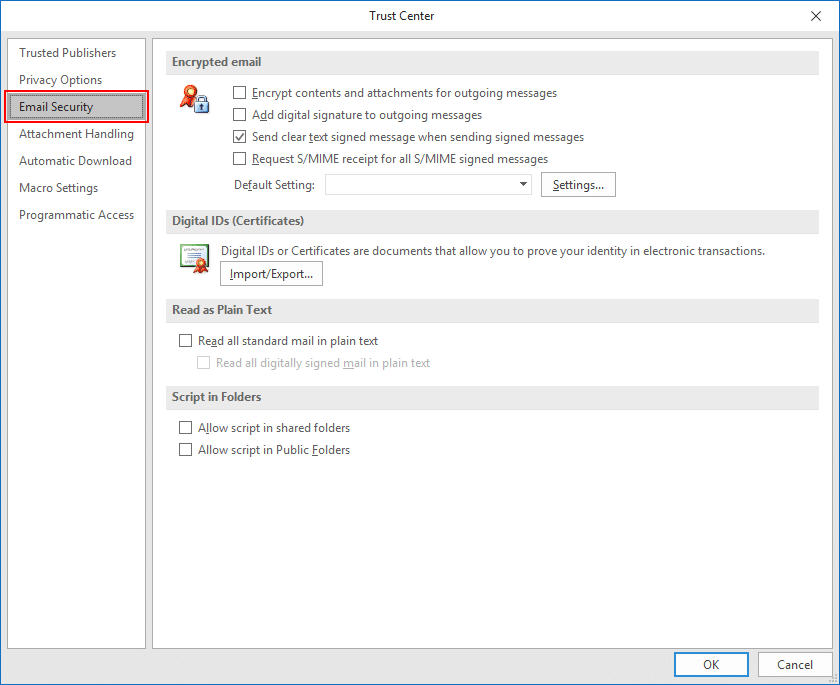 Trust Center
Trusted Publishers
Privacy Options
Email Security
Attachment Handling
Automatic Download
Macro Settings
Programmatic Access
Encrypted email
Encrypt contents and attachments for outgoing messages
Add digital signature to outgoing messages
Send clear text signed message when sending signed messages
Request S/MIME receipt for all S/MIME signed messages
Default Setting:
Settings...
Digital IDs (Certificates)
Digital IDs or Certificates are documents that allow you to prove your identity in electronic transactions.
Import/Export...
Read as Plain Text
Read all standard mail in plain text
Read all digitally signed mail in plain text
Script in Folders
Allow script in shared folders
Allow script in Public Folders
OK Cancel